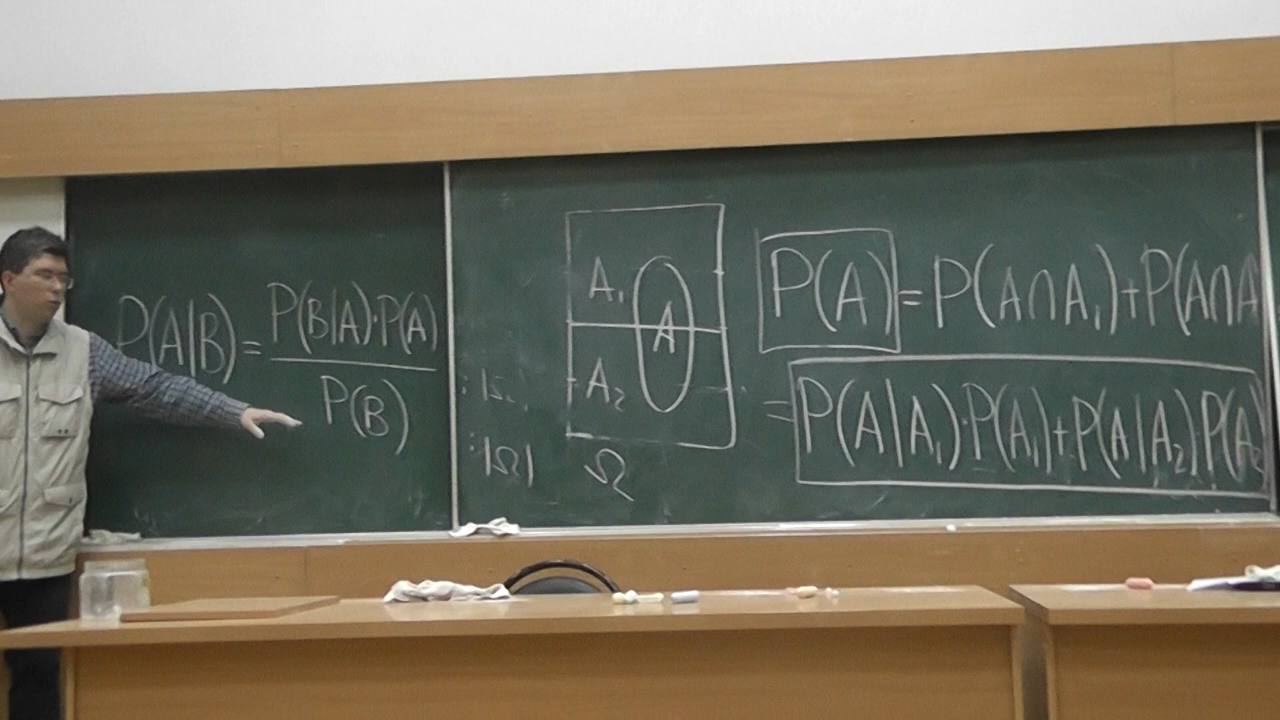 P(A|B) = P(B|A)·P(A)
P(B)
A₁
A
A₂
Ω
:|Ω|
P(A) = P(A∩A₁)+P(A∩A
= P(A|A₁)·P(A₁)+P(A|A₂)P(A₂